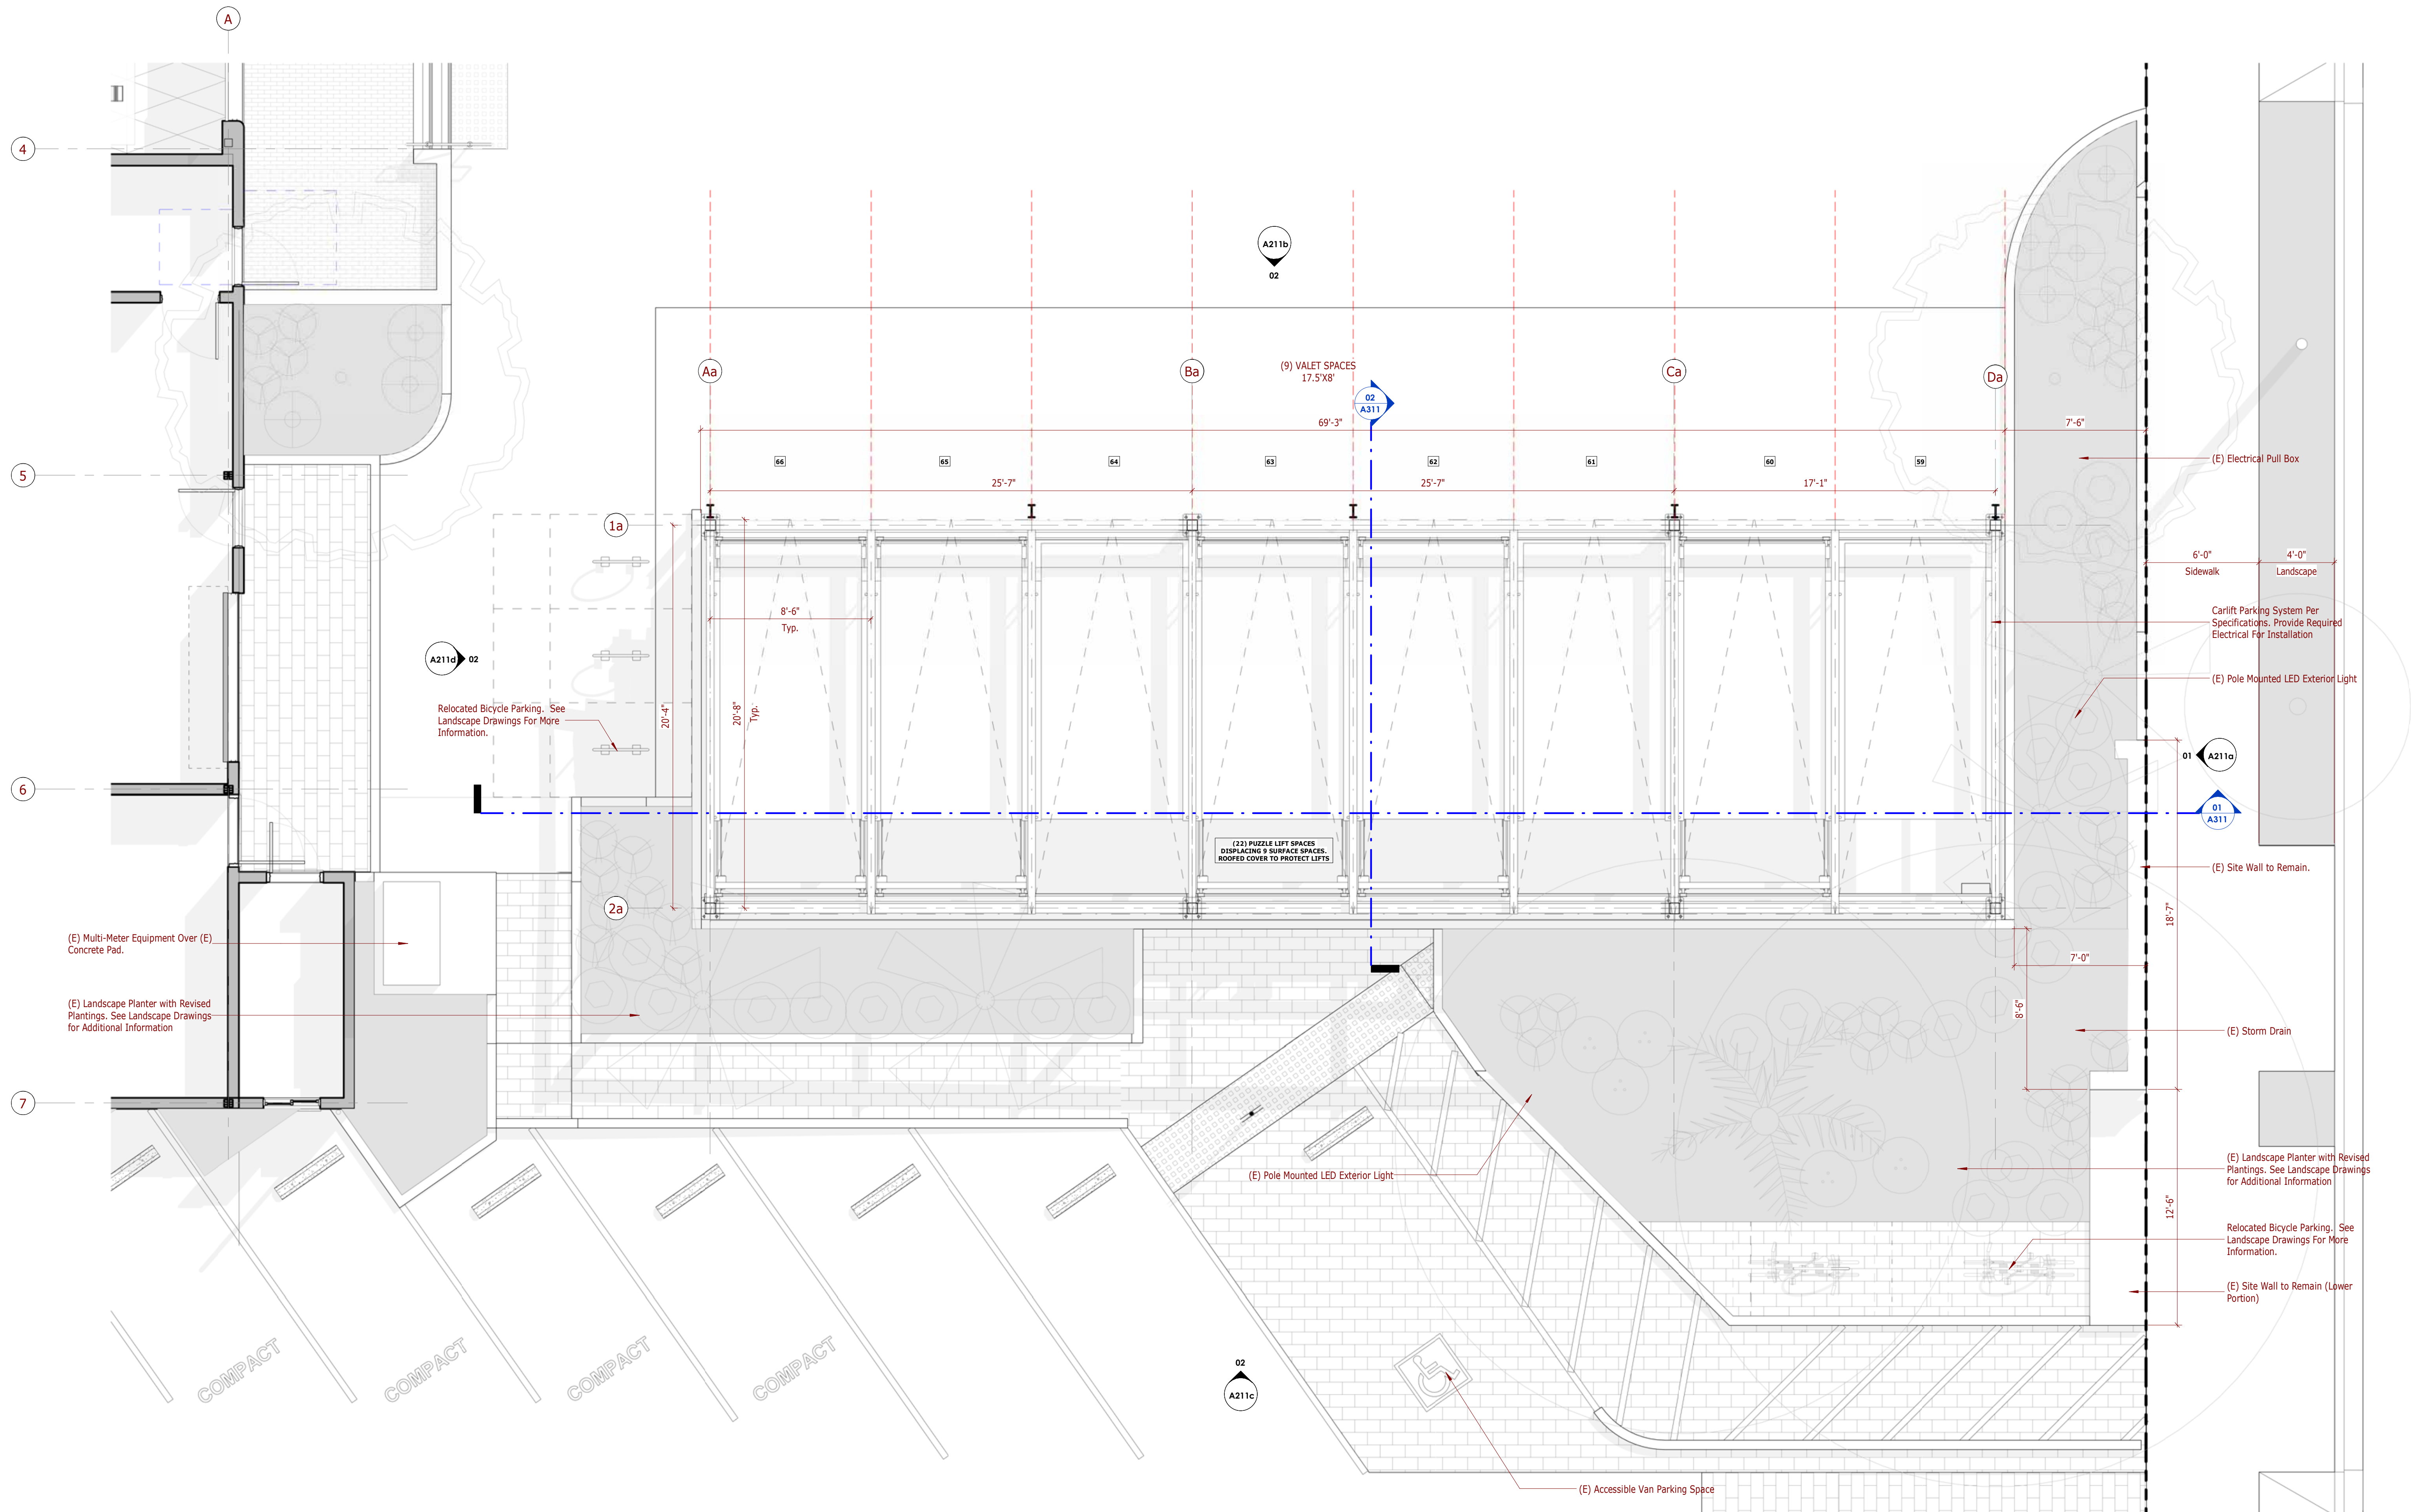 A
4
A211b
02
Aa
Ba
(9) VALET SPACES
17.5'X8'
Ca
Da
02
A311
69'-3"
7'-6"
66
65
64
63
62
61
60
59
(E) Electrical Pull Box
5
25'-7"
25'-7"
17'-1"
1a
6'-0"
Sidewalk
4'-0"
Landscape
8'-6"
Typ.
Carlift Parking System Per
Specifications. Provide Required
Electrical For Installation
A211d
02
(E) Pole Mounted LED Exterior Light
Relocated Bicycle Parking. See
Landscape Drawings For More
Information.
20'-4"
20'-8"
Typ.
01
A211a
6
01
A311
(22) PUZZLE LIFT SPACES
DISPLACING 9 SURFACE SPACES.
ROOFED COVER TO PROTECT LIFTS
(E) Site Wall to Remain.
2a
18'-7"
(E) Multi-Meter Equipment Over (E)
Concrete Pad.
7'-0"
(E) Landscape Planter with Revised
Plantings. See Landscape Drawings
for Additional Information
8'-6"
(E) Storm Drain
7
(E) Pole Mounted LED Exterior Light
(E) Landscape Planter with Revised
Plantings. See Landscape Drawings
for Additional Information
12'-6"
Relocated Bicycle Parking. See
Landscape Drawings For More
Information.
(E) Site Wall to Remain (Lower
Portion)
COMPACT
COMPACT
COMPACT
COMPACT
02
A211c
(E) Accessible Van Parking Space